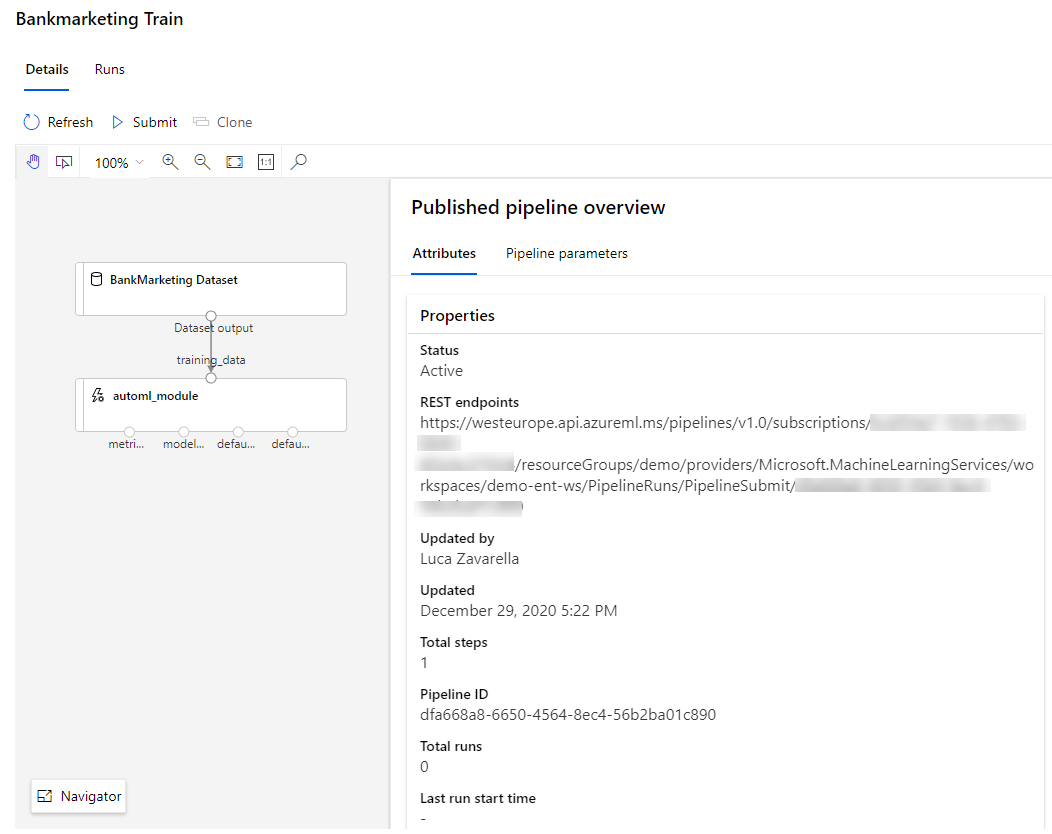 Bankmarketing Train
Details Runs
Refresh Submit Clone
100% 1:1
BankMarketing Dataset
Dataset output
training_data
automl_module
metri... model... defau... defau...
Navigator
Published pipeline overview
Attributes Pipeline parameters
Properties
Status
Active
REST endpoints
https://westeurope.api.azureml.ms/pipelines/v1.0/subscriptions/
/resourceGroups/demo/providers/Microsoft.MachineLearningServices/wo
rkspaces/demo-ent-ws/PipelineRuns/PipelineSubmit/
Updated by
Luca Zavarella
Updated
December 29, 2020 5:22 PM
Total steps
1
Pipeline ID
dfa668a8-6650-4564-8ec4-56b2ba01c890
Total runs
0
Last run start time
-